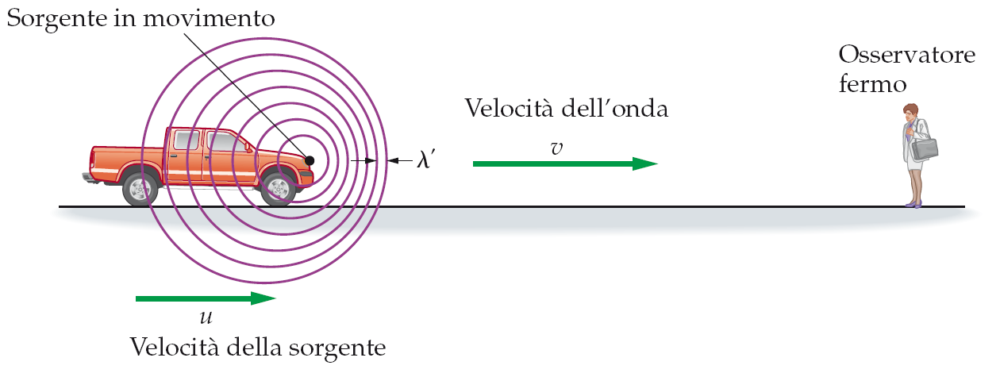 Sorgente in movimento
Osservatore
fermo
Velocità dell'onda
v
λ′
u
Velocità della sorgente